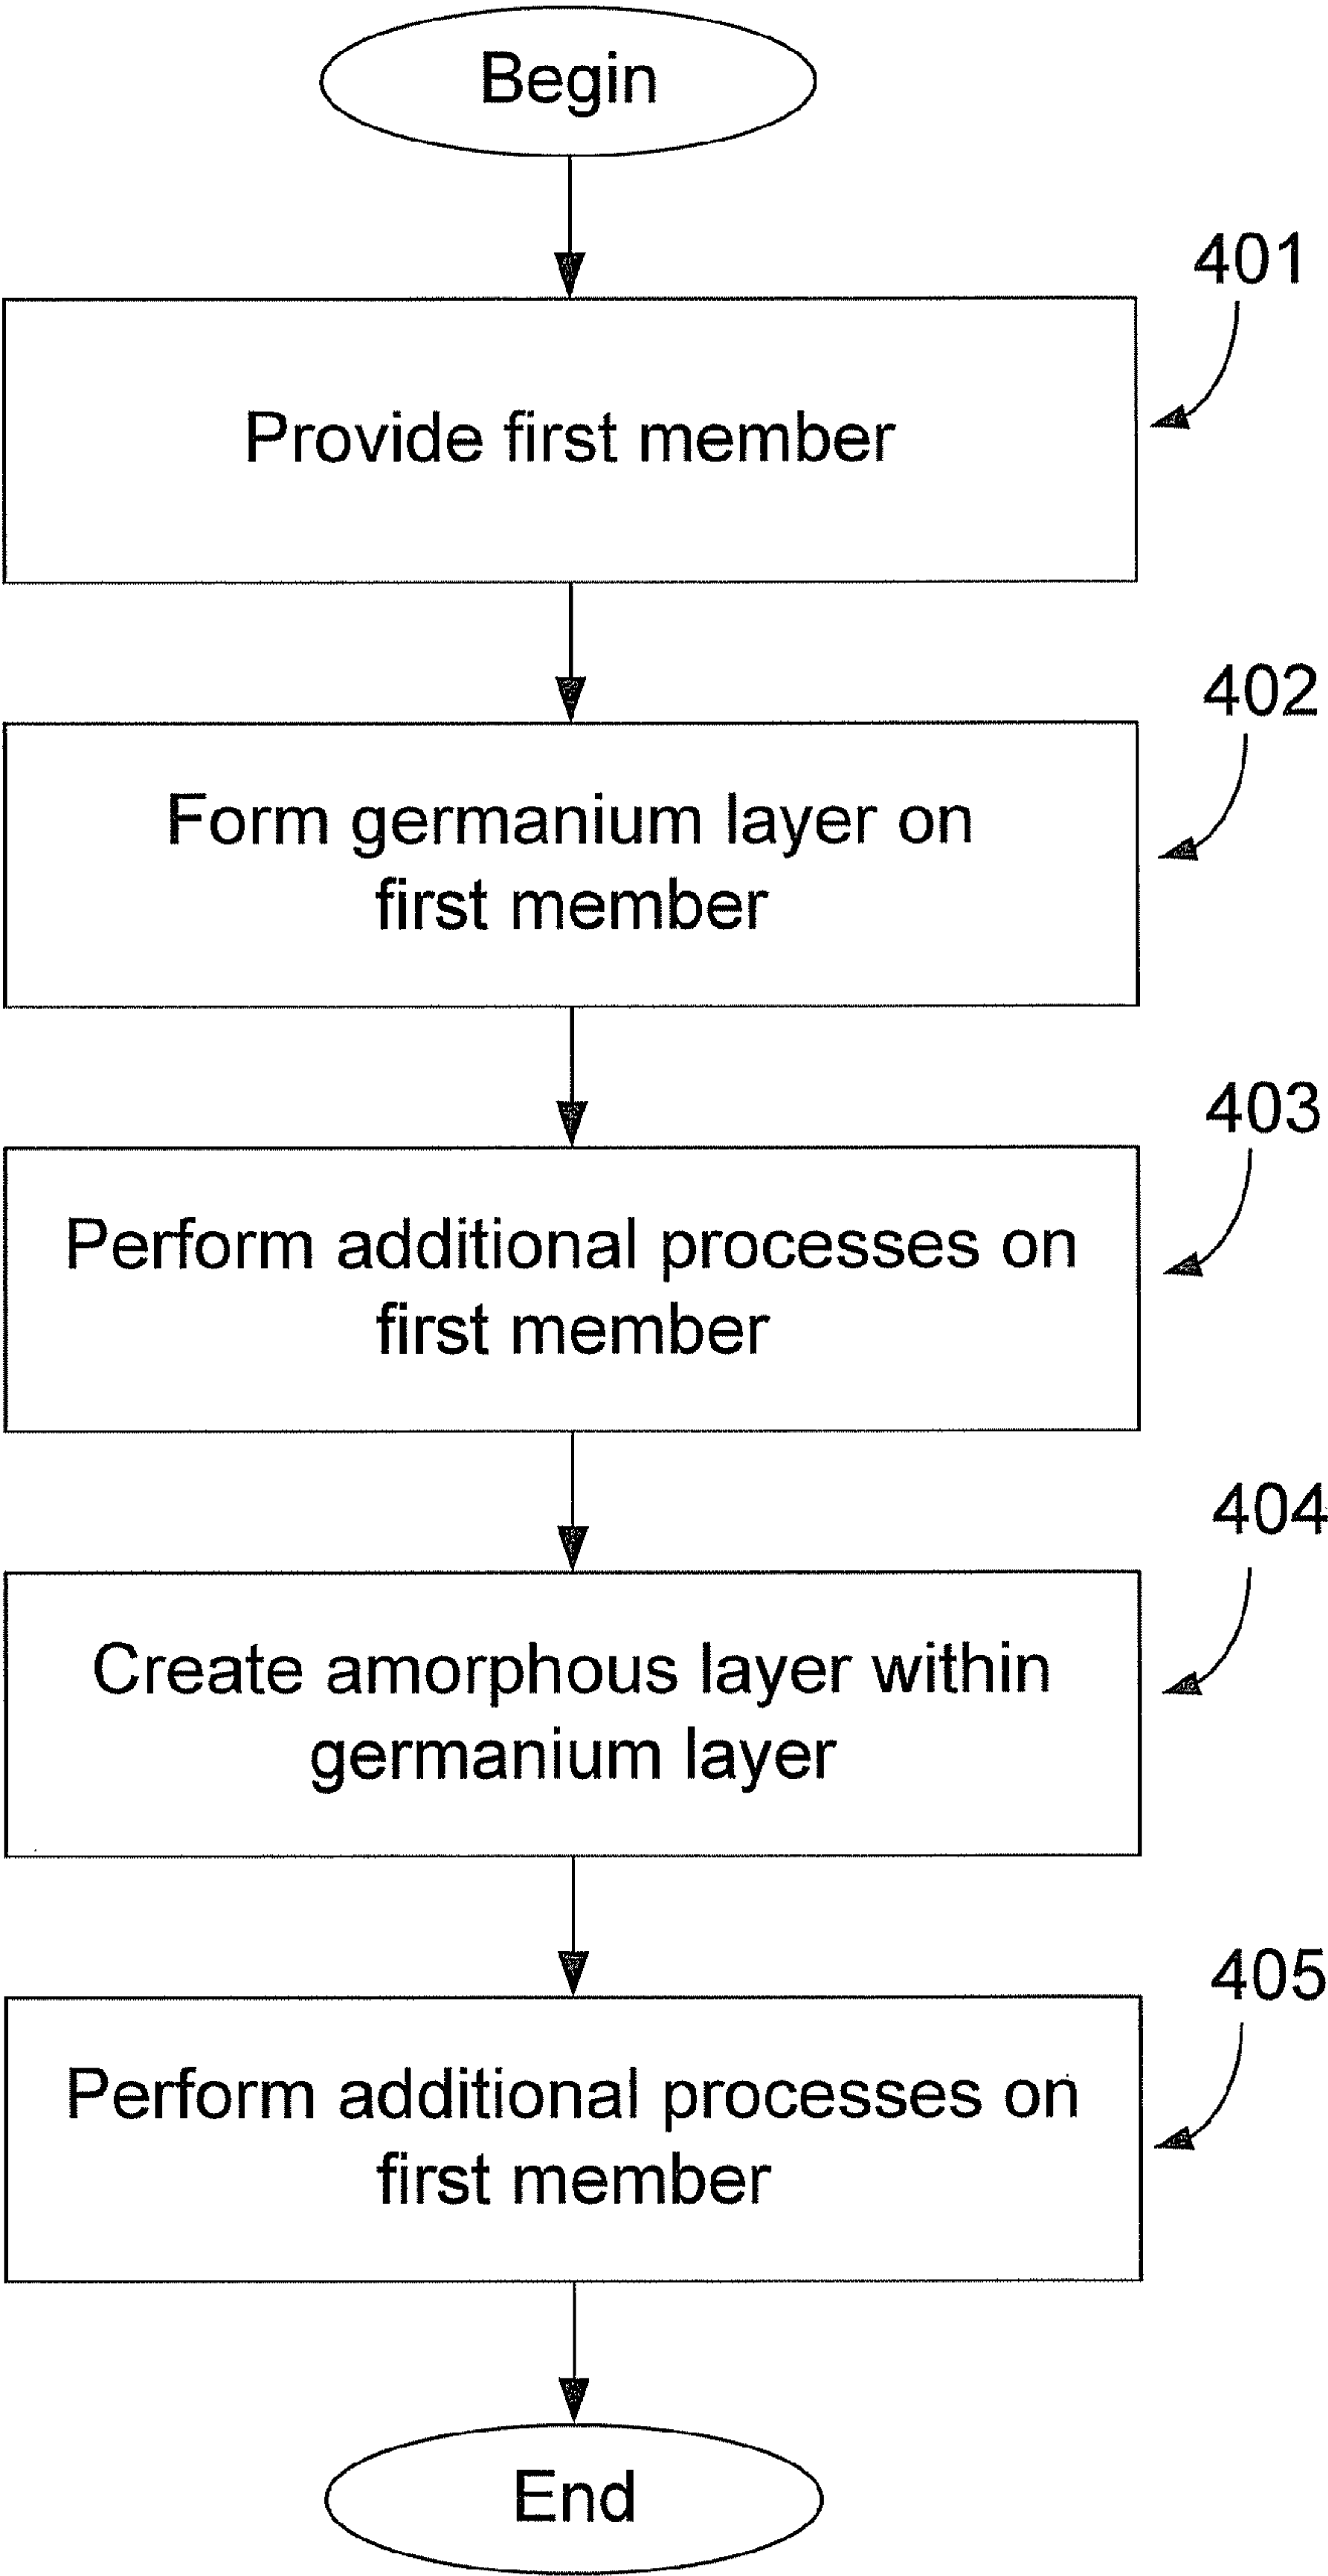 Begin
401
Provide first member
402
Form germanium layer on
first member
403
Perform additional processes on
first member
404
Create amorphous layer within
germanium layer
405
Perform additional processes on
first member
End